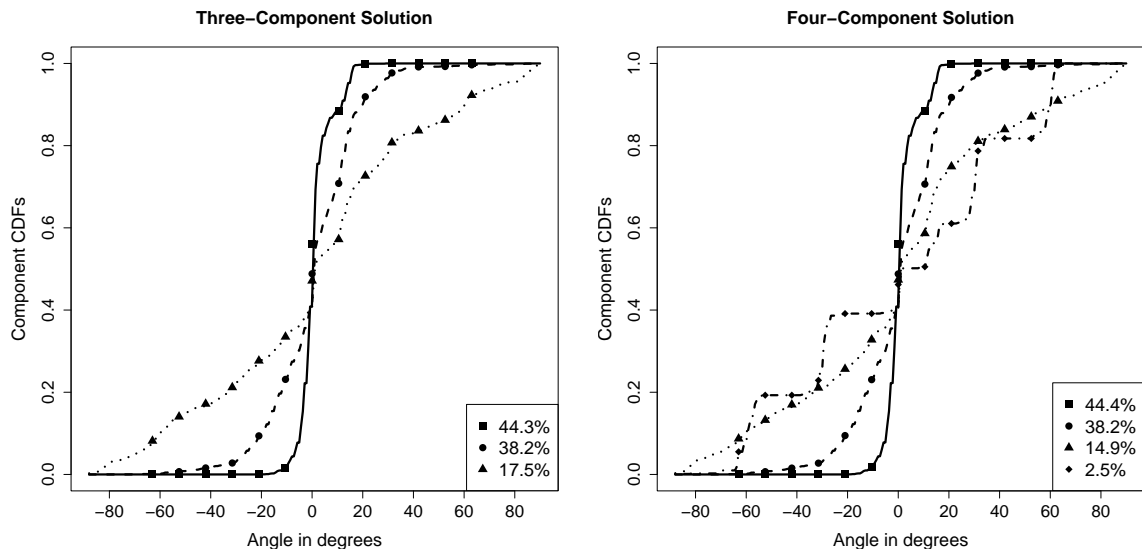 Three−Component Solution
Component CDFs
1.0
0.8
0.6
0.4
0.2
0.0
44.3%
38.2%
17.5%
−80 −60 −40 −20 0 20 40 60 80
Angle in degrees
Four−Component Solution
Component CDFs
1.0
0.8
0.6
0.4
0.2
0.0
44.4%
38.2%
14.9%
2.5%
−80 −60 −40 −20 0 20 40 60 80
Angle in degrees